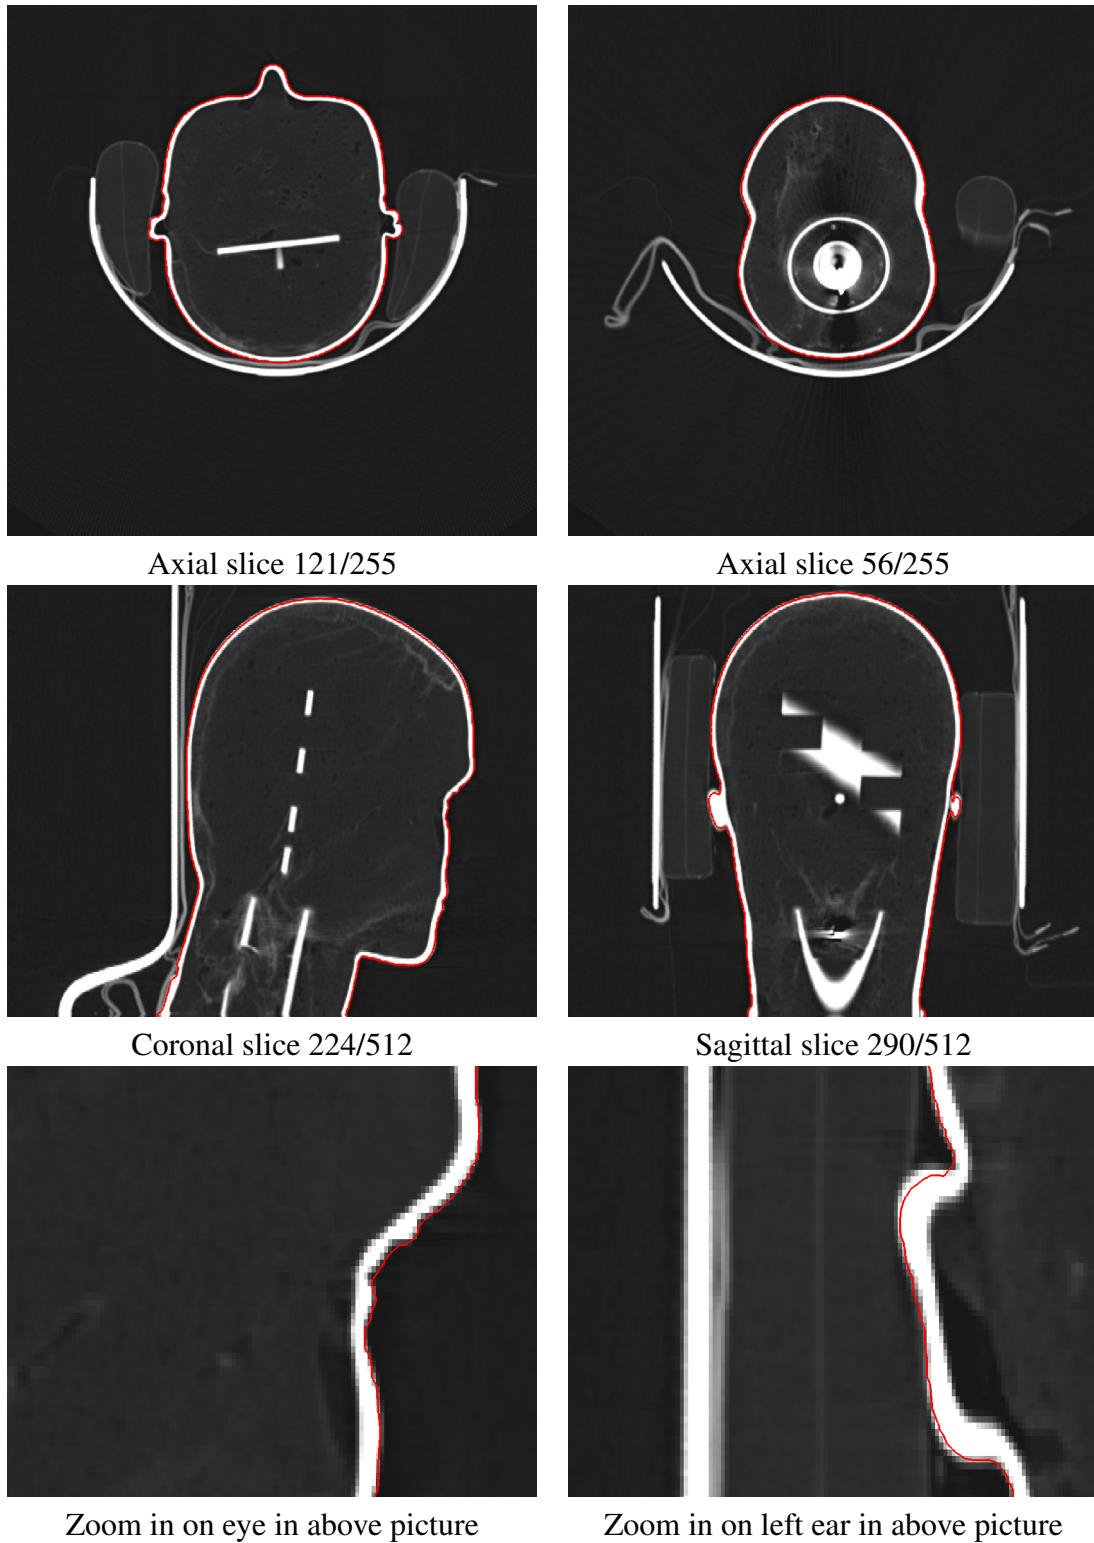 Axial slice 121/255
Axial slice 56/255
Coronal slice 224/512
Sagittal slice 290/512
Zoom in on eye in above picture
Zoom in on left ear in above picture